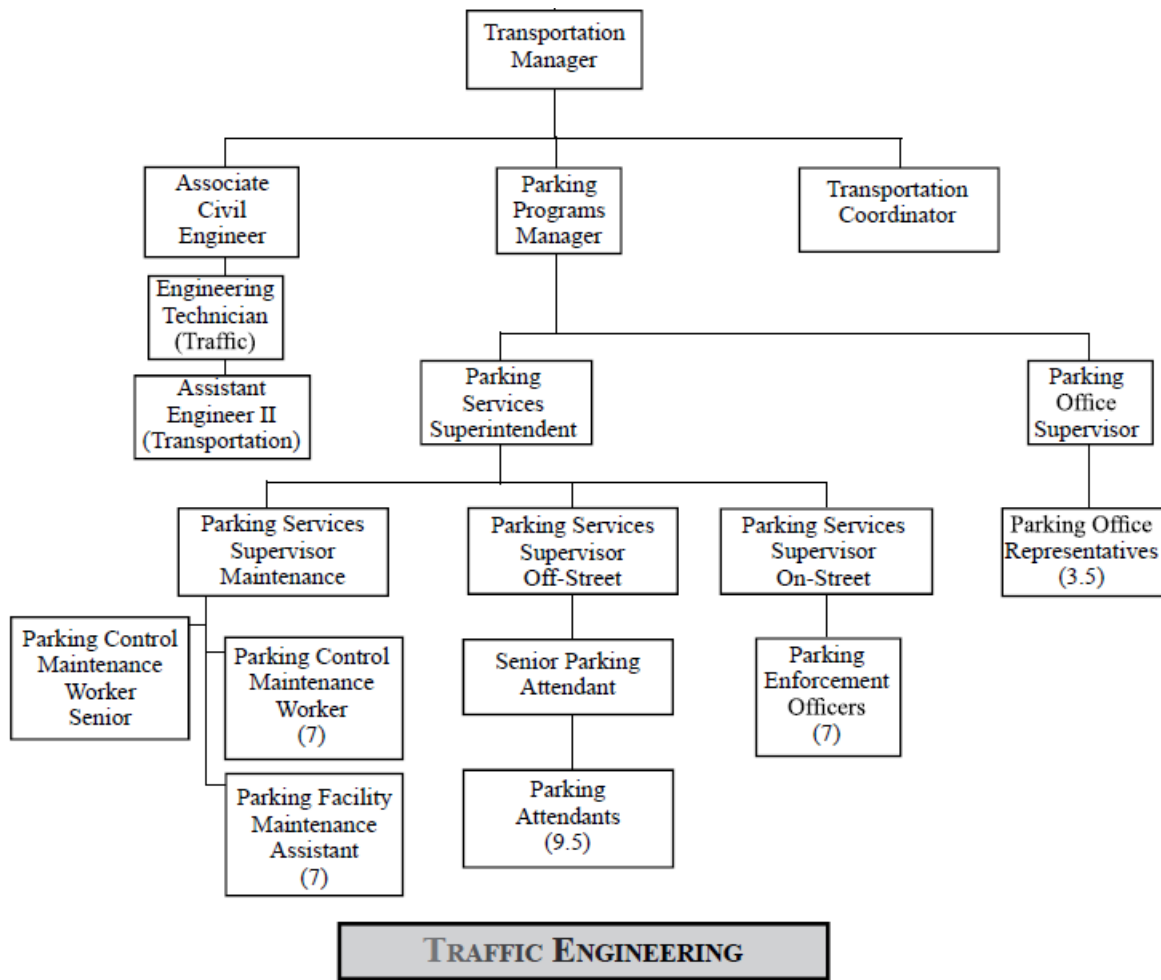 Transportation
Manager
Associate
Civil
Engineer
Parking
Programs
Manager
Transportation
Coordinator
Engineering
Technician
(Traffic)
Assistant
Engineer II
(Transportation)
Parking
Services
Superintendent
Parking
Office
Supervisor
Parking Services
Supervisor
Maintenance
Parking Services
Supervisor
Off-Street
Parking Services
Supervisor
On-Street
Parking Office
Representatives
(3.5)
Parking Control
Maintenance
Worker
Senior
Parking Control
Maintenance
Worker
(7)
Senior Parking
Attendant
Parking
Enforcement
Officers
(7)
Parking Facility
Maintenance
Assistant
(7)
Parking
Attendants
(9.5)
TRAFFIC ENGINEERING